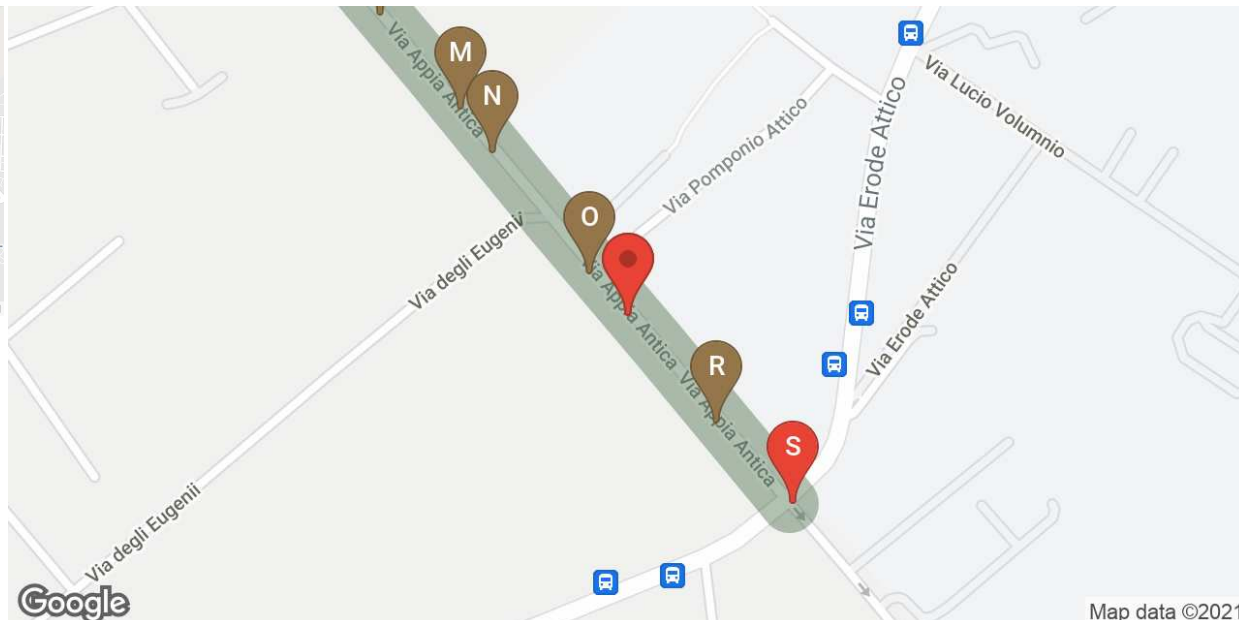 Via Appia Antica
M
N
Via Lucio Volumnio
Via Erode Attico
Via Pomponio Attico
O
Via degli Eugenii
Via Appia Antica
Via Appia Antica
R
Via Erode Attico
S
Via degli Eugenii
Google
Map data ©2021